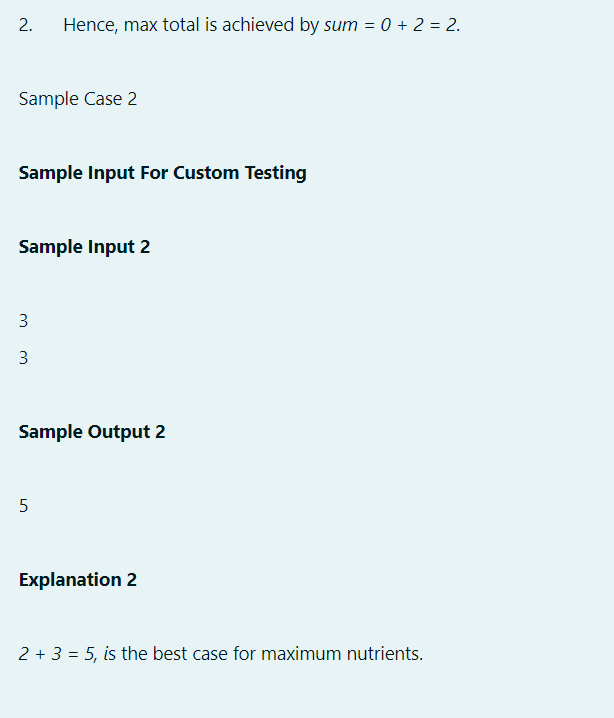 2. Hence, max total is achieved by sum = 0 + 2 = 2.
Sample Case 2
Sample Input For Custom Testing
Sample Input 2
3
3
Sample Output 2
5
Explanation 2
2 + 3 = 5, is the best case for maximum nutrients.